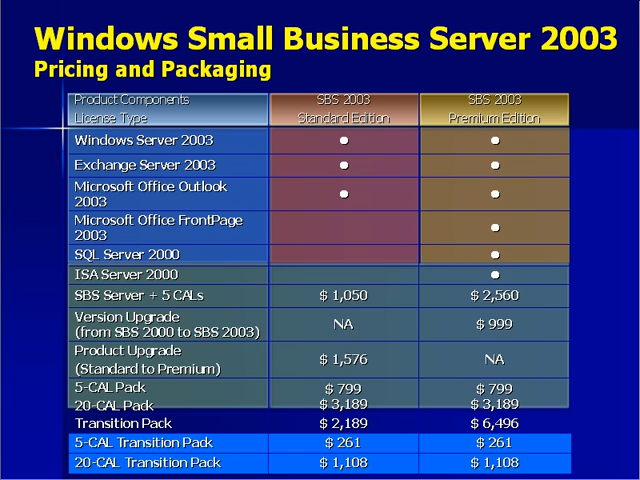 Windows Small Business Server 2003
Pricing and Packaging
Product Components
License Type
SBS 2003
Standard Edition
SBS 2003
Premium Edition
Windows Server 2003 ● ●
Exchange Server 2003 ● ●
Microsoft Office Outlook
2003 ● ●
Microsoft Office FrontPage
2003 ●
SQL Server 2000 ●
ISA Server 2000 ●
SBS Server + 5 CALs $ 1,050 $ 2,560
Version Upgrade
(from SBS 2000 to SBS 2003) NA $ 999
Product Upgrade
(Standard to Premium) $ 1,576 NA
5-CAL Pack $ 799 $ 799
20-CAL Pack $ 3,189 $ 3,189
Transition Pack $ 2,189 $ 6,496
5-CAL Transition Pack $ 261 $ 261
20-CAL Transition Pack $ 1,108 $ 1,108